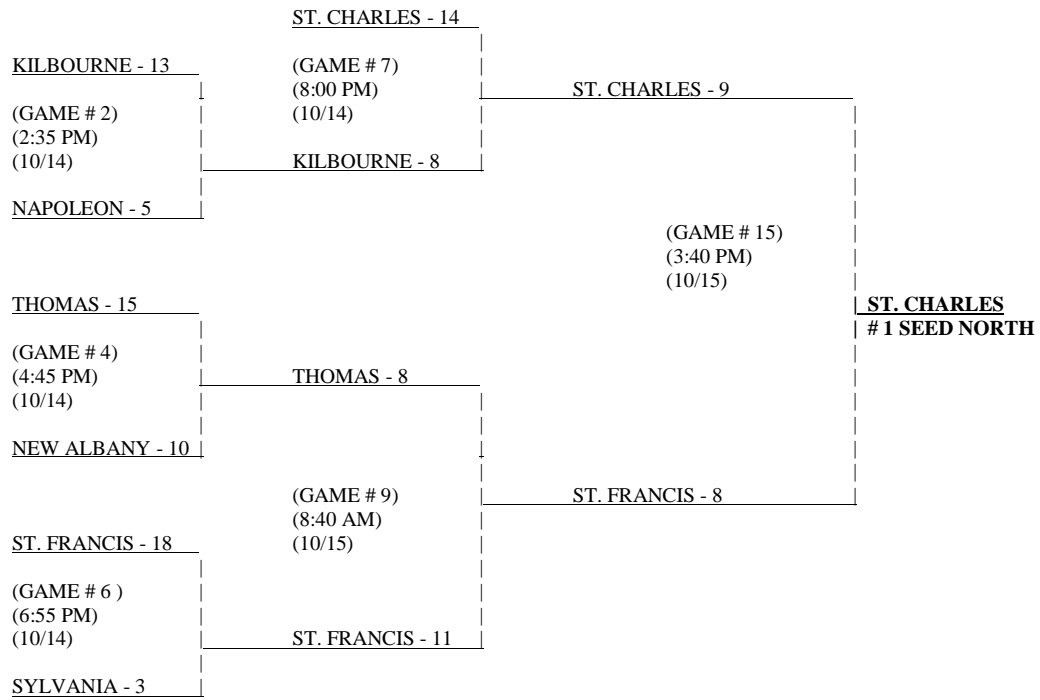 ST. CHARLES - 14
KILBOURNE - 13
(GAME # 7)
(8:00 PM)
(10/14)
ST. CHARLES - 9
(GAME # 2)
(2:35 PM)
(10/14)
KILBOURNE - 8
NAPOLEON - 5
(GAME # 15)
(3:40 PM)
(10/15)
THOMAS - 15
ST. CHARLES
# 1 SEED NORTH
(GAME # 4)
(4:45 PM)
(10/14)
THOMAS - 8
NEW ALBANY - 10
(GAME # 9)
(8:40 AM)
(10/15)
ST. FRANCIS - 8
ST. FRANCIS - 18
(GAME # 6 )
(6:55 PM)
(10/14)
ST. FRANCIS - 11
SYLVANIA - 3